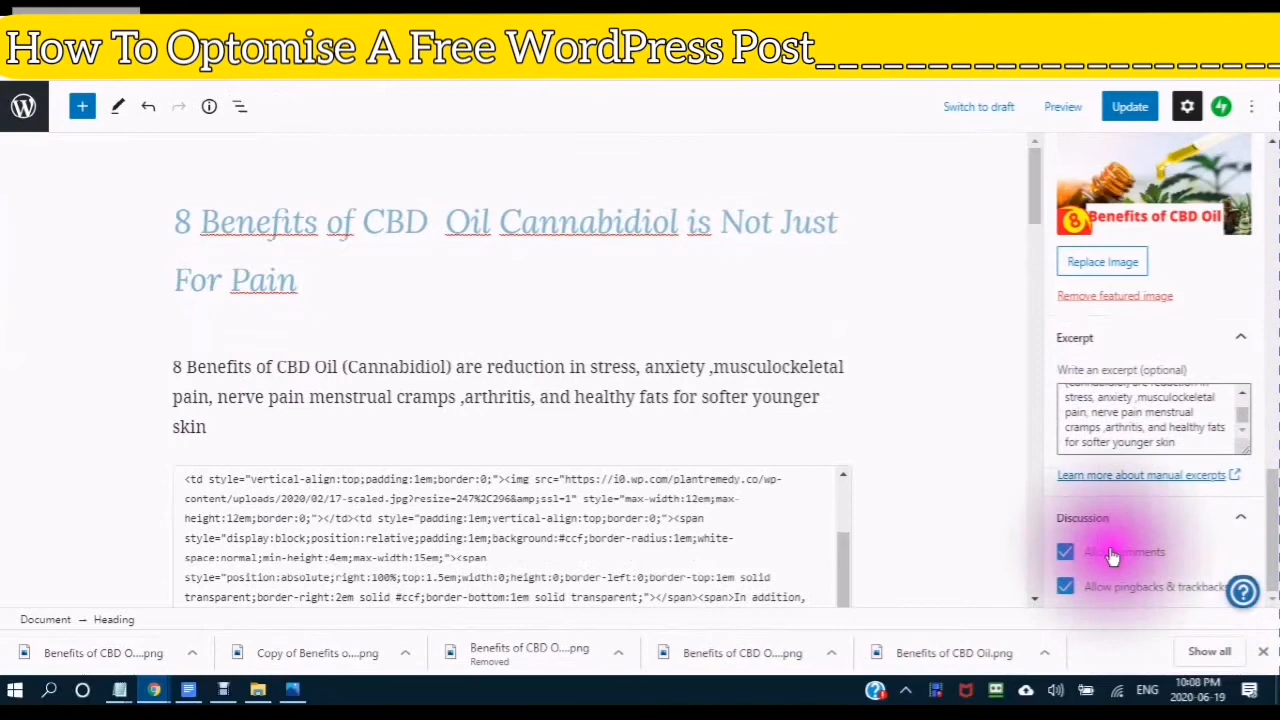 How To Optomise A Free WordPress Post_____________________
Switch to draft
Preview
Update
8 Benefits of CBD Oil Cannabidiol is Not Just
For Pain
8 Benefits of CBD Oil (Cannabidiol) are reduction in stress, anxiety ,musculockeletal
pain, nerve pain menstrual cramps ,arthritis, and healthy fats for softer younger
skin
<td style="vertical-align:top;padding:1em;border:0;"><img src="https://i0.wp.com/plantremedy.co/wp-
content/uploads/2020/02/17-scaled.jpg?resize=247%2C296&amp;ssl=1" style="max-width:12em;max-
height:12em;border:0;"></td><td style="padding:1em;vertical-align:top;border:0;"><span
style="display:block;position:relative;padding:1em;background:#ccf;border-radius:1em;white-
space:normal;min-height:4em;max-width:15em;"><span
style="position:absolute;right:100%;top:1.5em;width:0;height:0;border-left:0;border-top:1em solid
transparent;border-right:2em solid #ccf;border-bottom:1em solid transparent;"></span><span>In addition,
8 Benefits of CBD Oil
Replace Image
Remove featured image
Excerpt
Write an excerpt (optional)
(cannabidiol) are reduction in
stress, anxiety ,musculockeletal
pain, nerve pain menstrual
cramps ,arthritis, and healthy fats
for softer younger skin
Learn more about manual excerpts
Discussion
Allow comments
Allow pingbacks & trackbacks
Document → Heading
Benefits of CBD O....png
Copy of Benefits o....png
Benefits of CBD O....png
Removed
Benefits of CBD O....png
Benefits of CBD Oil.png
Show all
ENG
10:08 PM
2020-06-19